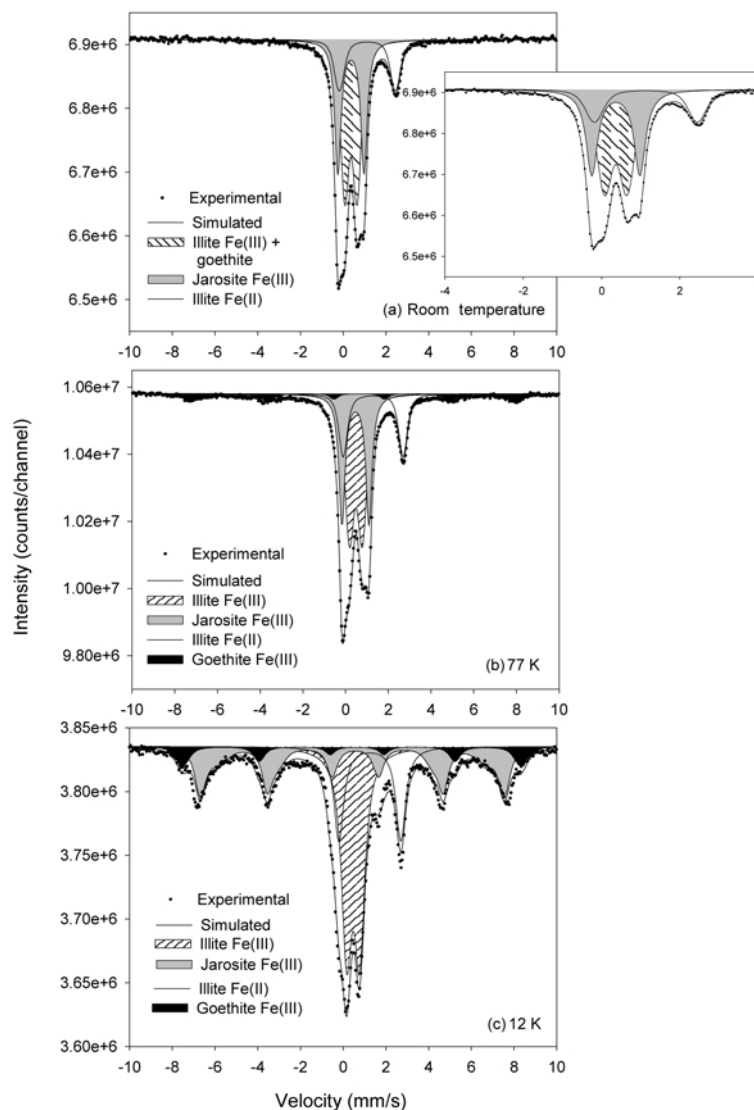 6.9e+6
6.8e+6
6.7e+6
6.6e+6
6.5e+6
Experimental
Simulated
Illite Fe(III) +
goethite
Jarosite Fe(III)
Illite Fe(II)
-10 -8 -6 -4 -2 0 2 4 6 8 10
6.9e+6
6.8e+6
6.7e+6
6.6e+6
6.5e+6
-4 -2 0 2
(a) Room temperature
1.06e+7
1.04e+7
1.02e+7
1.00e+7
9.80e+6
Experimental
Simulated
Illite Fe(III)
Jarosite Fe(III)
Illite Fe(II)
Goethite Fe(III)
(b) 77 K
-10 -8 -6 -4 -2 0 2 4 6 8 10
Intensity (counts/channel)
3.85e+6
3.80e+6
3.75e+6
3.70e+6
3.65e+6
3.60e+6
Experimental
Simulated
Illite Fe(III)
Jarosite Fe(III)
Illite Fe(II)
Goethite Fe(III)
(c) 12 K
-10 -8 -6 -4 -2 0 2 4 6 8 10
Velocity (mm/s)